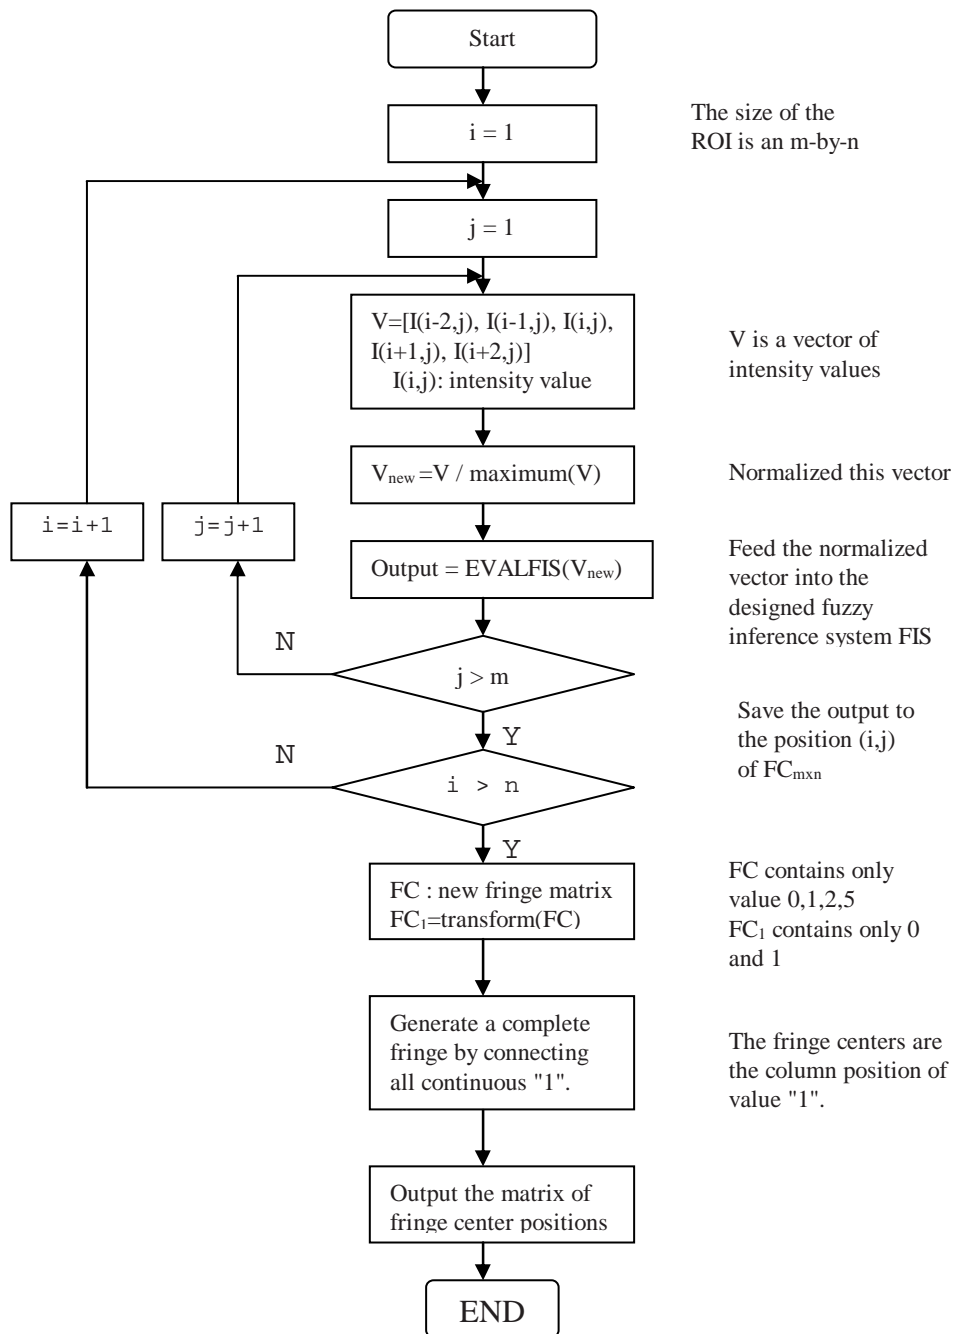 Start
i = 1
The size of the
ROI is an m-by-n
j = 1
V=[I(i-2,j), I(i-1,j), I(i,j),
I(i+1,j), I(i+2,j)]
I(i,j): intensity value
V is a vector of
intensity values
Vnew =V / maximum(V)
Normalized this vector
i=i+1
j=j+1
Output = EVALFIS(Vnew)
Feed the normalized
vector into the
designed fuzzy
inference system FIS
N
j > m
Y
Save the output to
the position (i,j)
of FCmxn
N
i > n
Y
FC : new fringe matrix
FC1=transform(FC)
FC contains only
value 0,1,2,5
FC1 contains only 0
and 1
Generate a complete
fringe by connecting
all continuous "1".
The fringe centers are
the column position of
value "1".
Output the matrix of
fringe center positions
END